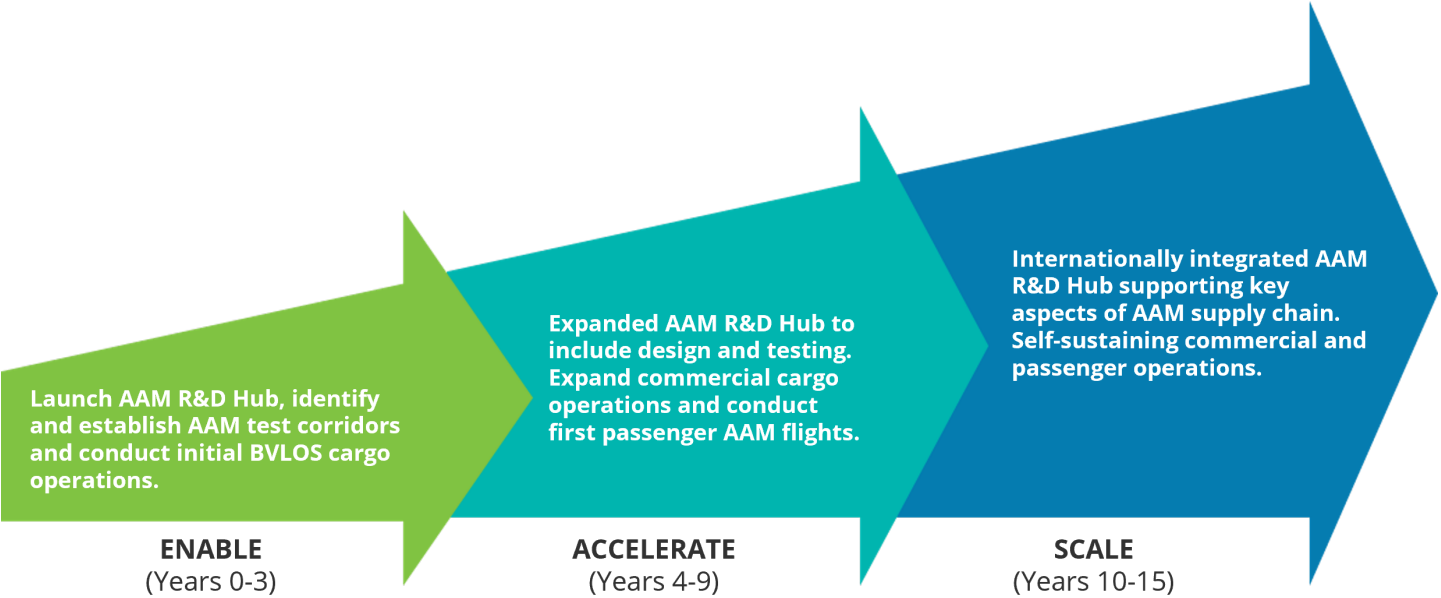 Launch AAM R&D Hub, identify
and establish AAM test corridors
and conduct initial BVLOS cargo
operations.
ENABLE
(Years 0-3)
Expanded AAM R&D Hub to
include design and testing.
Expand commercial cargo
operations and conduct
first passenger AAM flights.
ACCELERATE
(Years 4-9)
Internationally integrated AAM
R&D Hub supporting key
aspects of AAM supply chain.
Self-sustaining commercial and
passenger operations.
SCALE
(Years 10-15)